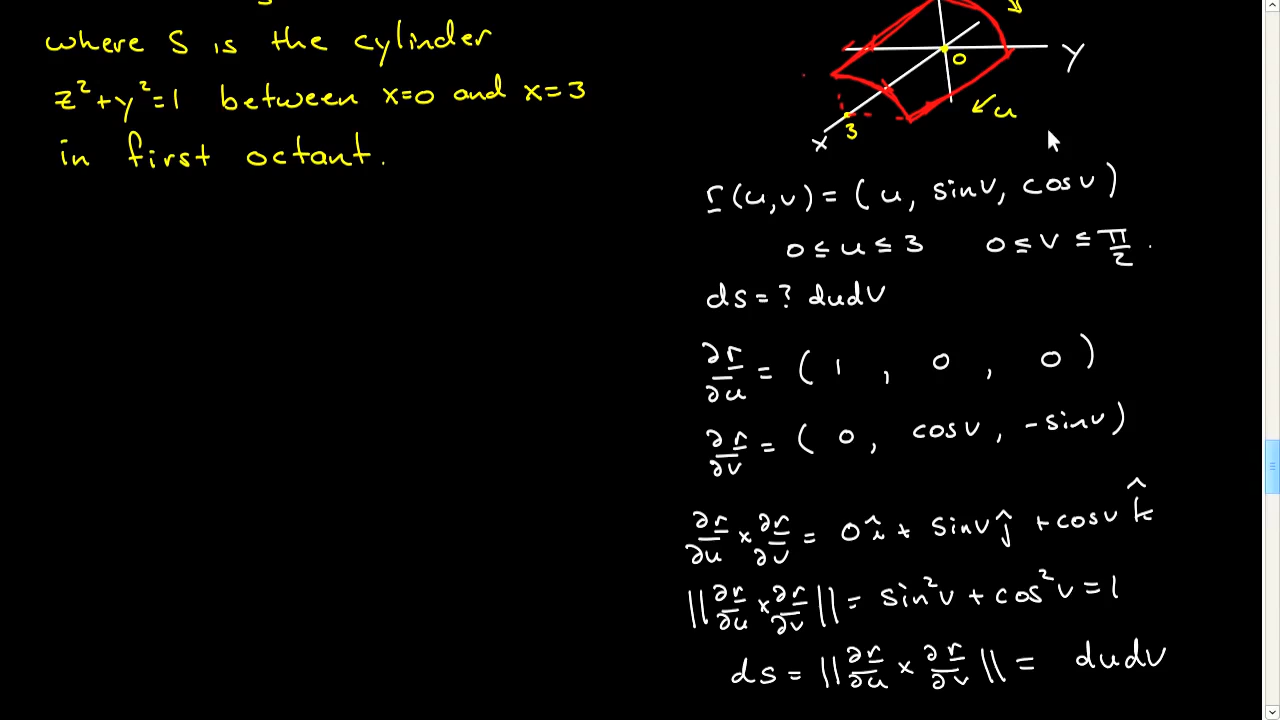 where S is the cylinder
z²+y²=1 between x=0 and x=3
in first octant.
Y
0
u
3
X
r(u,v) = (u, sinv, cosv)
0 ≤ u ≤ 3 0 ≤ v ≤ π/2.
ds = ? dudv
∂r/∂u = ( 1 , 0 , 0 )
∂r/∂v = ( 0 , cosv , -sinv )
∂r/∂u × ∂r/∂v = 0î + sinv ĵ + cosv k̂
||∂r/∂u × ∂r/∂v|| = sin²v + cos²v = 1
ds = ||∂r/∂u × ∂r/∂v|| = dudv